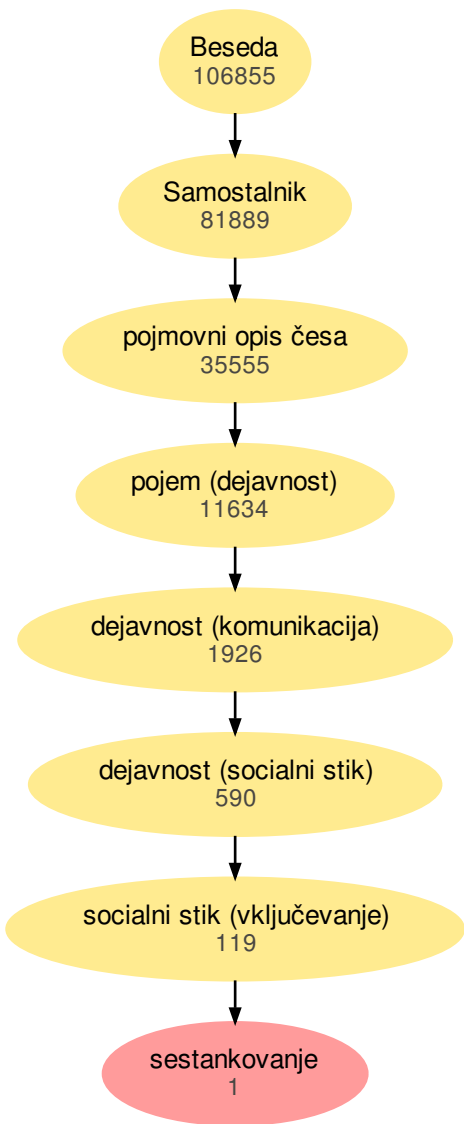 Beseda
106855
Samostalnik
81889
pojmovni opis česa
35555
pojem (dejavnost)
11634
dejavnost (komunikacija)
1926
dejavnost (socialni stik)
590
socialni stik (vključevanje)
119
sestankovanje
1